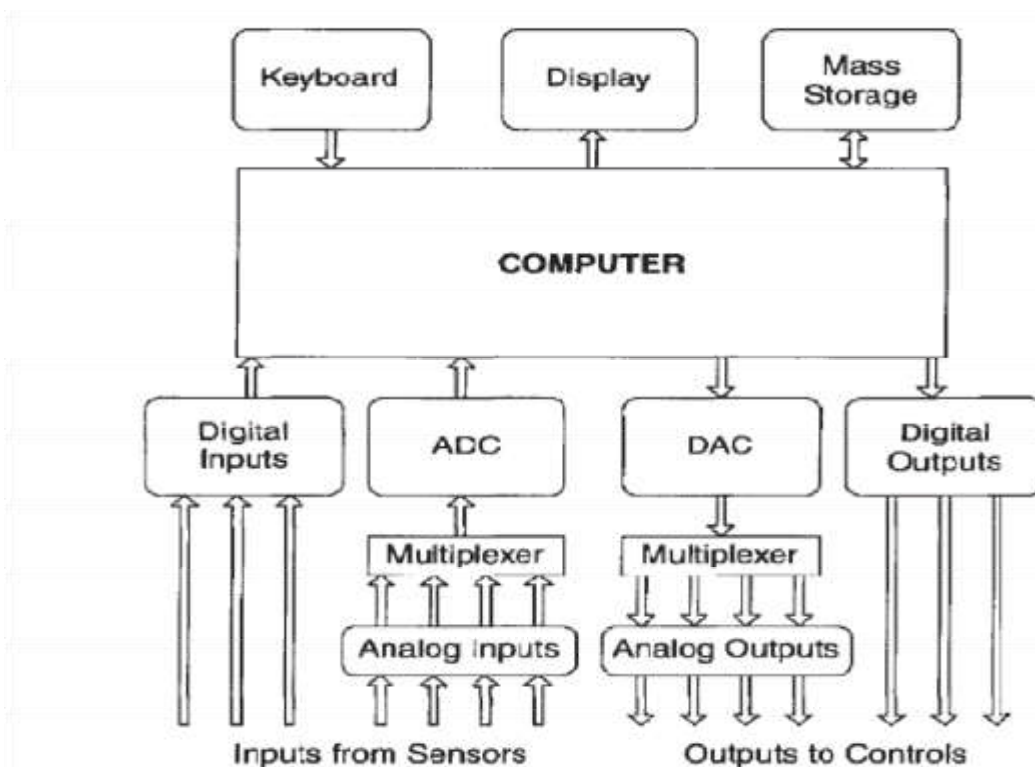 Keyboard
Display
Mass
Storage
COMPUTER
Digital
Inputs
ADC
DAC
Digital
Outputs
Multiplexer
Multiplexer
Analog Inputs
Analog Outputs
Inputs from Sensors
Outputs to Controls